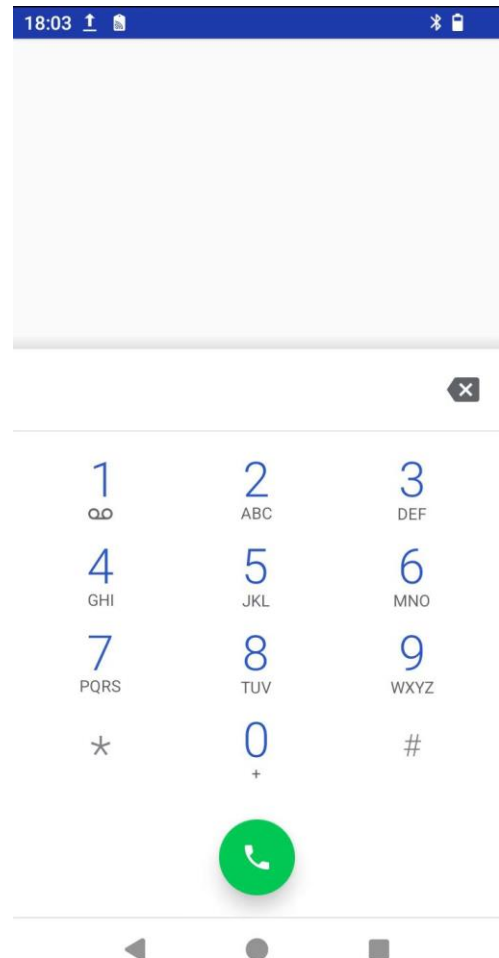 18:03
1 2 3
ABC DEF
4 5 6
GHI JKL MNO
7 8 9
PQRS TUV WXYZ
* 0 #
+